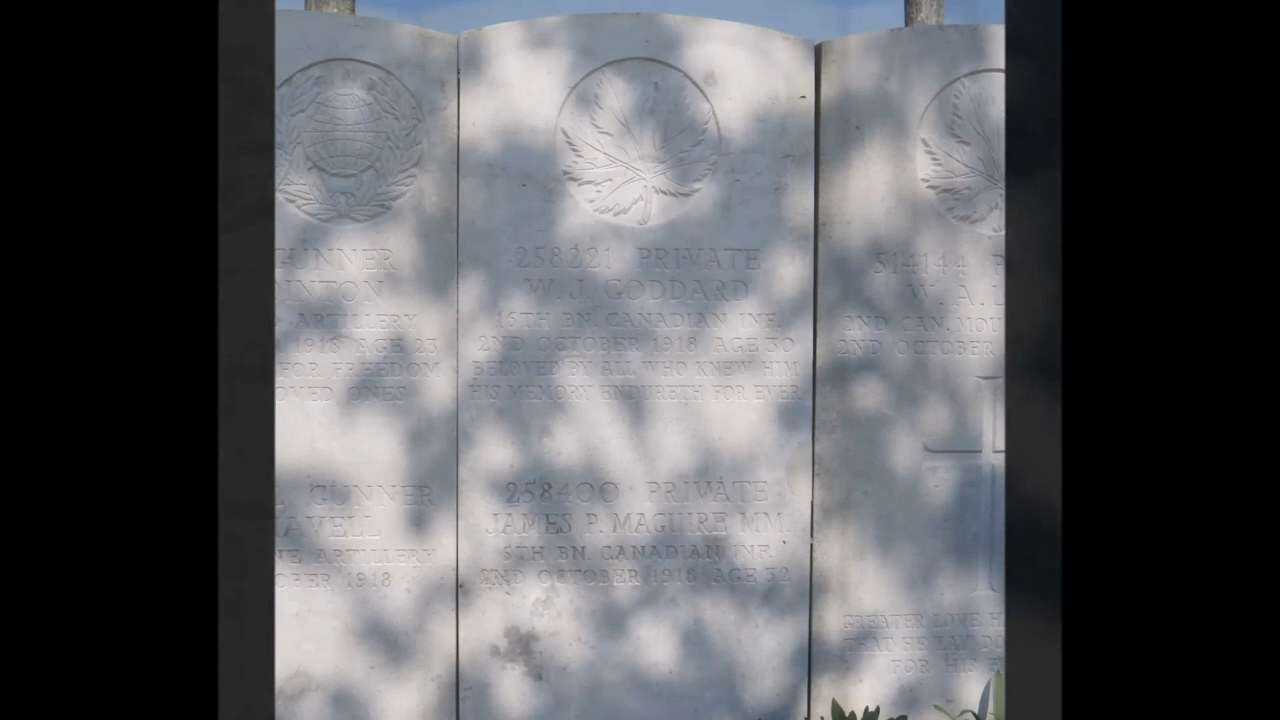 GUNNER
INTON
ARTILLERY
1918 AGE 23
FOR FREEDOM
OVED ONES
GUNNER
AVELL
ARTILLERY
OBER 1918
258221 PRIVATE
W. J. GODDARD
16TH BN. CANADIAN INF.
2ND OCTOBER 1918 AGE 30
BELOVED BY ALL WHO KNEW HIM
HIS MEMORY ENDURETH FOR EVER
258400 PRIVATE
JAMES P. MAGUIRE MM.
5TH BN. CANADIAN INF.
2ND OCTOBER 1918 AGE 32
514144 P
W. A.
2ND CAN. MOU
2ND OCTOBER
GREATER LOVE H
THAT HE LAY DO
FOR HIS